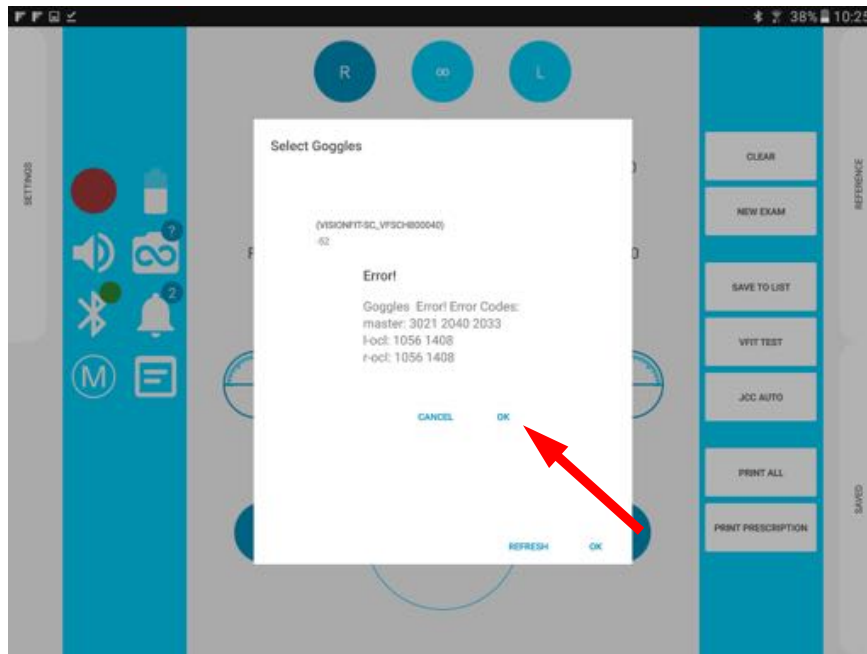 38% 10:25
R ∞ L
SETTINGS
REFERENCE
SAVED
Select Goggles
(VISIONFIT-SC_VFSCH800040)
-52
Error!
Goggles Error! Error Codes:
master: 3021 2040 2033
l-ocl: 1056 1408
r-ocl: 1056 1408
CANCEL OK
REFRESH OK
?
2
M
CLEAR
NEW EXAM
SAVE TO LIST
VFIT TEST
JCC AUTO
PRINT ALL
PRINT PRESCRIPTION